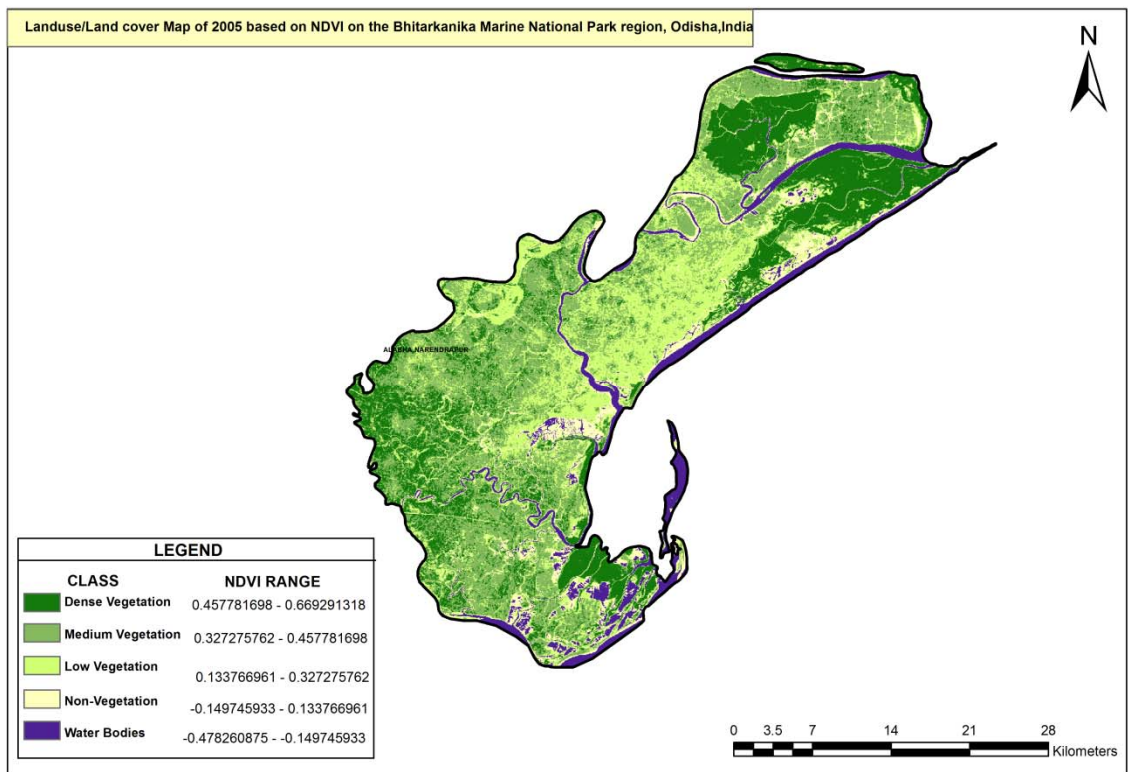 Landuse/Land cover Map of 2005 based on NDVI on the Bhitarkanika Marine National Park region, Odisha,India
N
ALABHA,NARENDRAPUR
LEGEND
CLASS NDVI RANGE
Dense Vegetation 0.457781698 - 0.669291318
Medium Vegetation 0.327275762 - 0.457781698
Low Vegetation 0.133766961 - 0.327275762
Non-Vegetation -0.149745933 - 0.133766961
Water Bodies -0.478260875 - -0.149745933
0 3.5 7 14 21 28
Kilometers